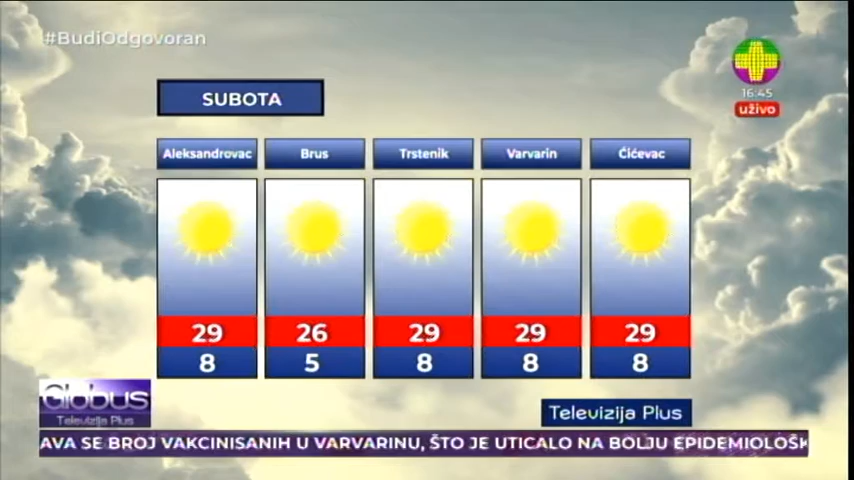 #BudiOdgovoran
16:45
uživo
SUBOTA
Aleksandrovac Brus Trstenik Varvarin Ćićevac
29 26 29 29 29
8 5 8 8 8
Globus
Televizija Plus
Televizija Plus
AVA SE BROJ VAKCINISANIH U VARVARINU, ŠTO JE UTICALO NA BOLJU EPIDEMIOLOŠK